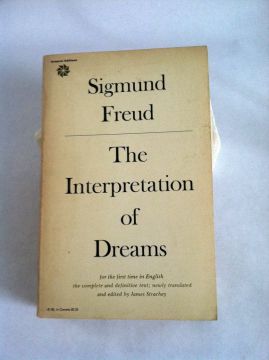 Sigmund
Freud
The
Interpretation
of
Dreams
for the first time in English
the complete and definitive text; newly translated
and edited by James Strachey